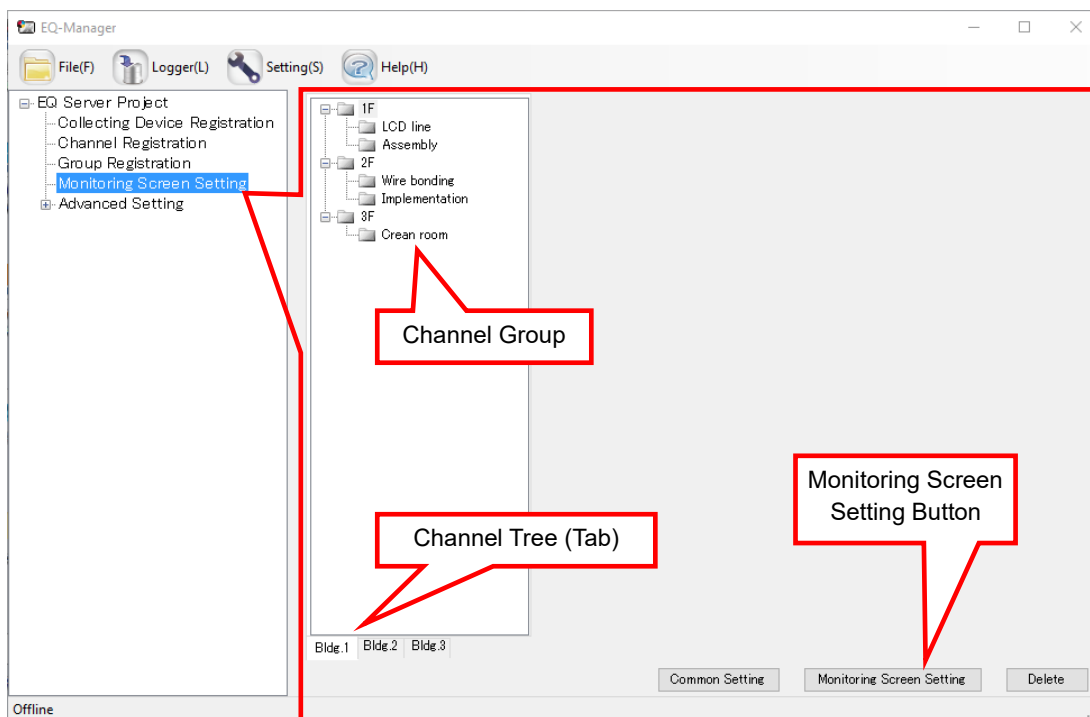 EQ-Manager
File(F) Logger(L) Setting(S) Help(H)
EQ Server Project
Collecting Device Registration
Channel Registration
Group Registration
Monitoring Screen Setting
Advanced Setting
1F
LCD line
Assembly
2F
Wire bonding
Implementation
3F
Crean room
Channel Group
Monitoring Screen
Setting Button
Channel Tree (Tab)
Bldg.1 Bldg.2 Bldg.3
Common Setting Monitoring Screen Setting Delete
Offline